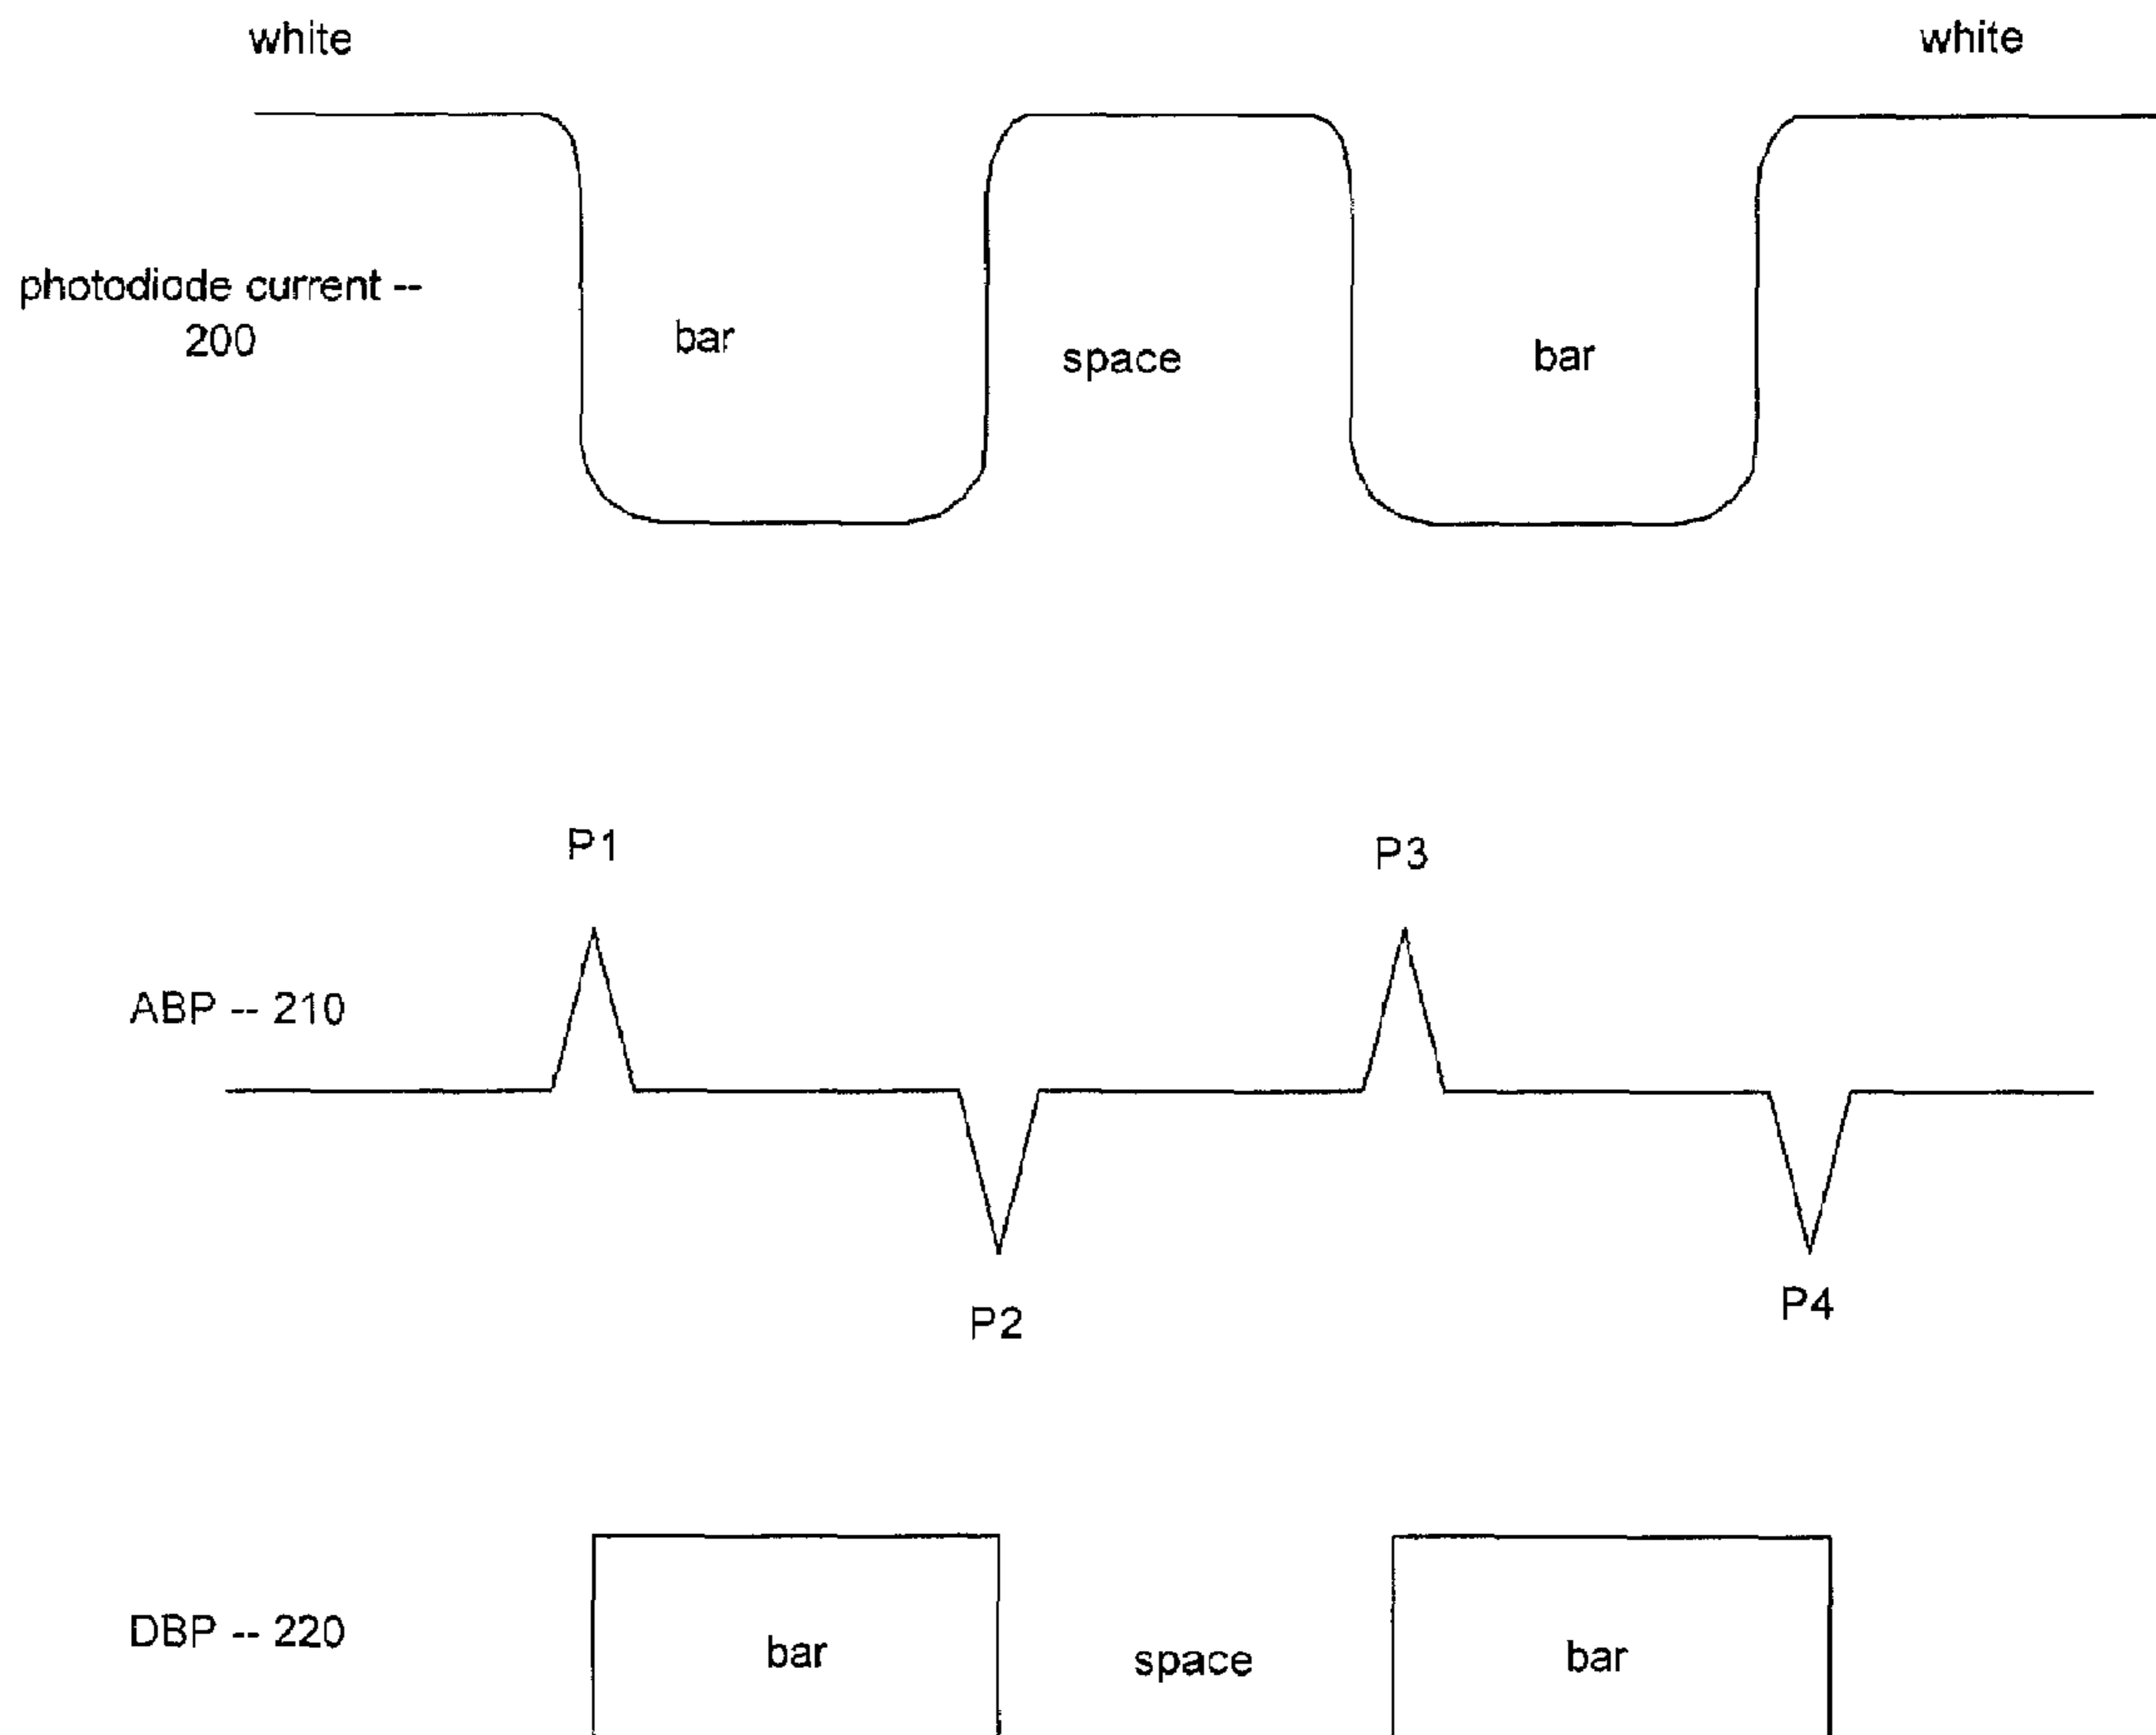 white
white
photodiode current --
200
bar
space
bar
P1
P3
ABP -- 210
P2
P4
DBP -- 220
bar
space
bar